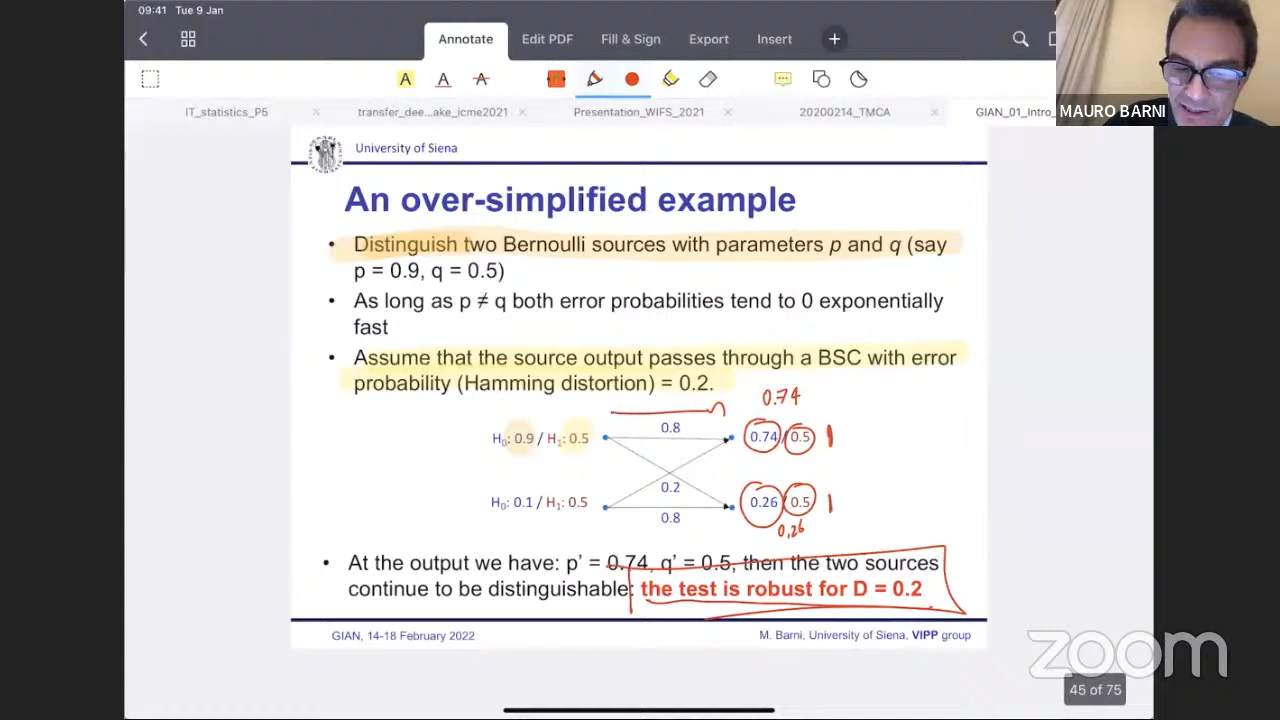 09:41 Tue 9 Jan
Annotate Edit PDF Fill & Sign Export Insert +
A A A
IT_statistics_P5 × transfer_dee...ake_icme2021 × Presentation_WIFS_2021 × 20200214_TMCA × GIAN_01_Intro_
MAURO BARNI
University of Siena
An over-simplified example
• Distinguish two Bernoulli sources with parameters p and q (say
p = 0.9, q = 0.5)
• As long as p ≠ q both error probabilities tend to 0 exponentially
fast
• Assume that the source output passes through a BSC with error
probability (Hamming distortion) = 0.2.
0.74
H₀: 0.9 / H₁: 0.5 0.8 0.74 / 0.5 1
0.2
H₀: 0.1 / H₁: 0.5 0.8 0.26 / 0.5 1
0.26
• At the output we have: p' = 0.74, q' = 0.5, then the two sources
continue to be distinguishable: the test is robust for D = 0.2
GIAN, 14-18 February 2022 M. Barni, University of Siena, VIPP group
zoom
45 of 75